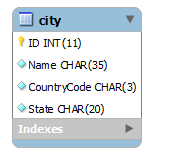 city
ID INT(11)
Name CHAR(35)
CountryCode CHAR(3)
State CHAR(20)
Indexes